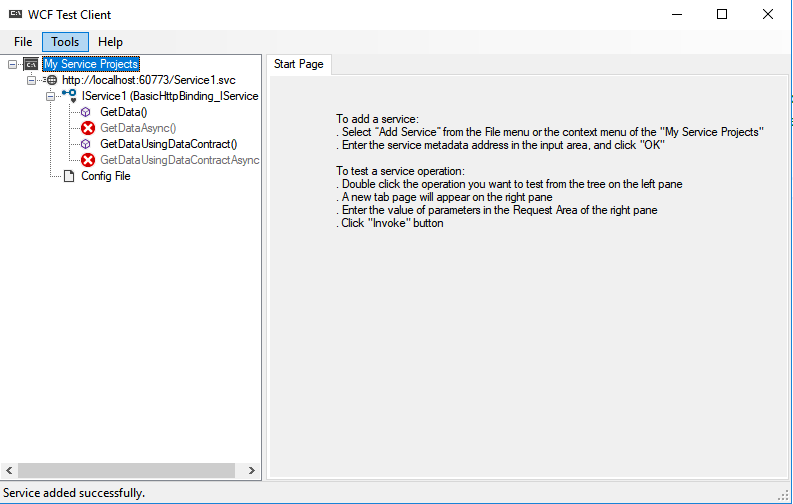 WCF Test Client
File Tools Help
My Service Projects
http://localhost:60773/Service1.svc
IService1 (BasicHttpBinding_IService
GetData()
GetDataAsync()
GetDataUsingDataContract()
GetDataUsingDataContractAsync
Config File
Start Page
To add a service:
. Select "Add Service" from the File menu or the context menu of the "My Service Projects"
. Enter the service metadata address in the input area, and click "OK"
To test a service operation:
. Double click the operation you want to test from the tree on the left pane
. A new tab page will appear on the right pane
. Enter the value of parameters in the Request Area of the right pane
. Click "Invoke" button
Service added successfully.